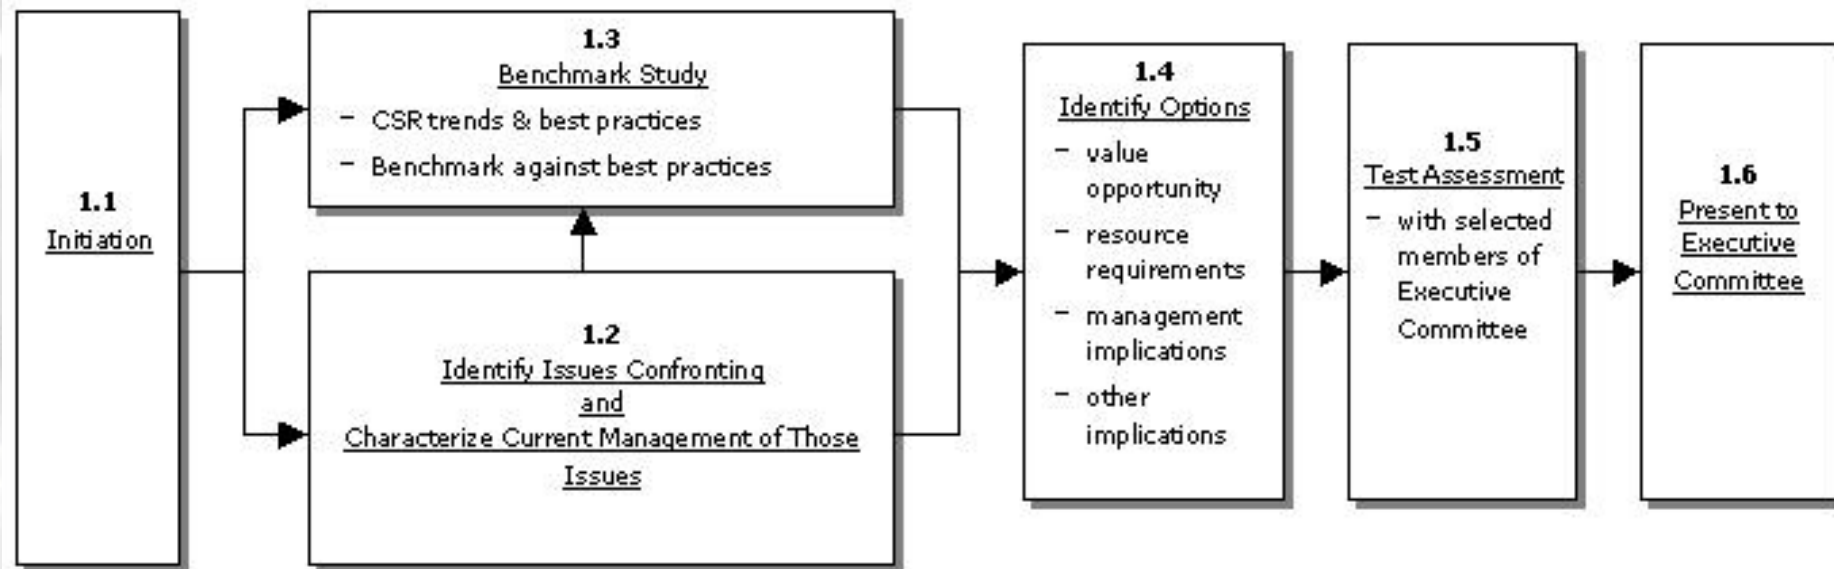 1.1
Initiation
1.3
Benchmark Study
- CSR trends & best practices
- Benchmark against best practices
1.2
Identify Issues Confronting
and
Characterize Current Management of Those
Issues
1.4
Identify Options
- value
opportunity
- resource
requirements
- management
implications
- other
implications
1.5
Test Assessment
- with selected
members of
Executive
Committee
1.6
Present to
Executive
Committee